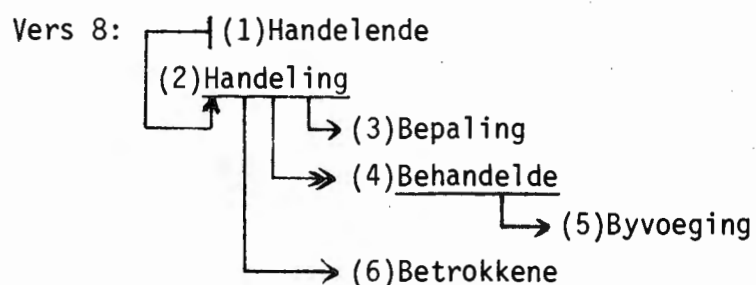 Vers 8: (1)Handelende
(2)Handeling
(3)Bepaling
(4)Behandelde
(5)Byvoeging
(6)Betrokkene